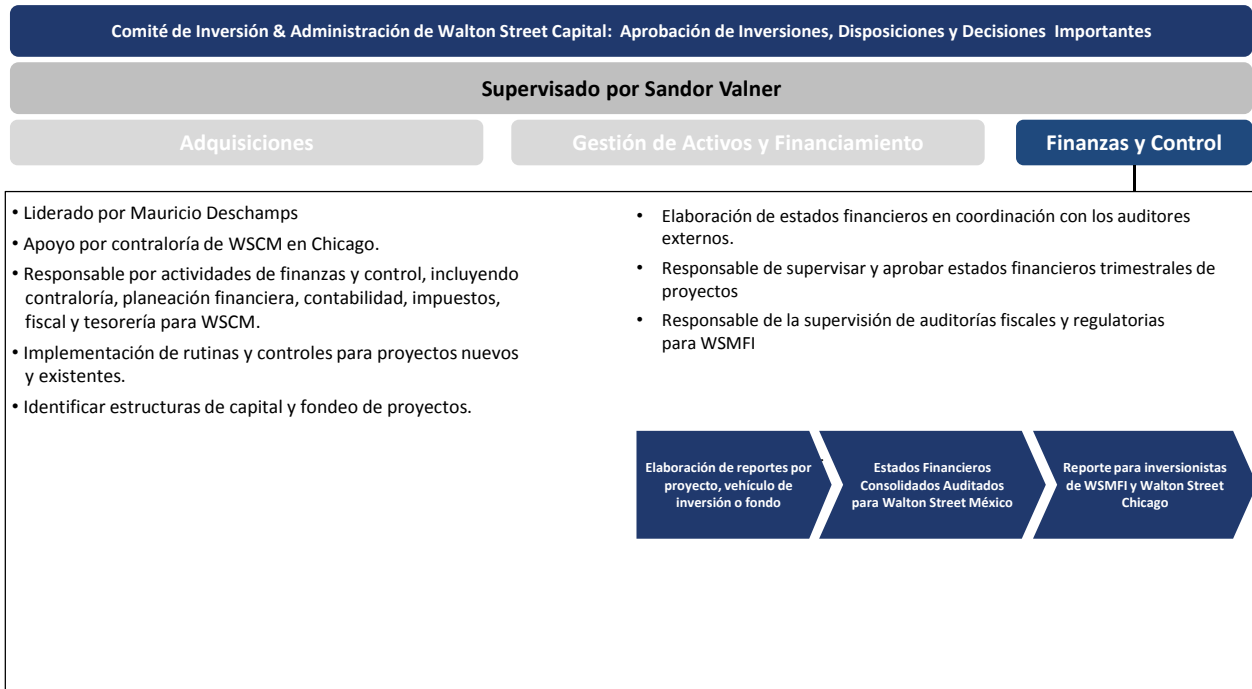 Comité de Inversión & Administración de Walton Street Capital: Aprobación de Inversiones, Disposiciones y Decisiones Importantes
Supervisado por Sandor Valner
Adquisiciones
Gestión de Activos y Financiamiento
Finanzas y Control
• Liderado por Mauricio Deschamps
• Apoyo por contraloría de WSCM en Chicago.
• Responsable por actividades de finanzas y control, incluyendo
contraloría, planeación financiera, contabilidad, impuestos,
fiscal y tesorería para WSCM.
• Implementación de rutinas y controles para proyectos nuevos
y existentes.
• Identificar estructuras de capital y fondeo de proyectos.
• Elaboración de estados financieros en coordinación con los auditores
externos.
• Responsable de supervisar y aprobar estados financieros trimestrales de
proyectos
• Responsable de la supervisión de auditorías fiscales y regulatorias
para WSMFI
Elaboración de reportes por
proyecto, vehículo de
inversión o fondo
Estados Financieros
Consolidados Auditados
para Walton Street México
Reporte para inversionistas
de WSMFI y Walton Street
Chicago